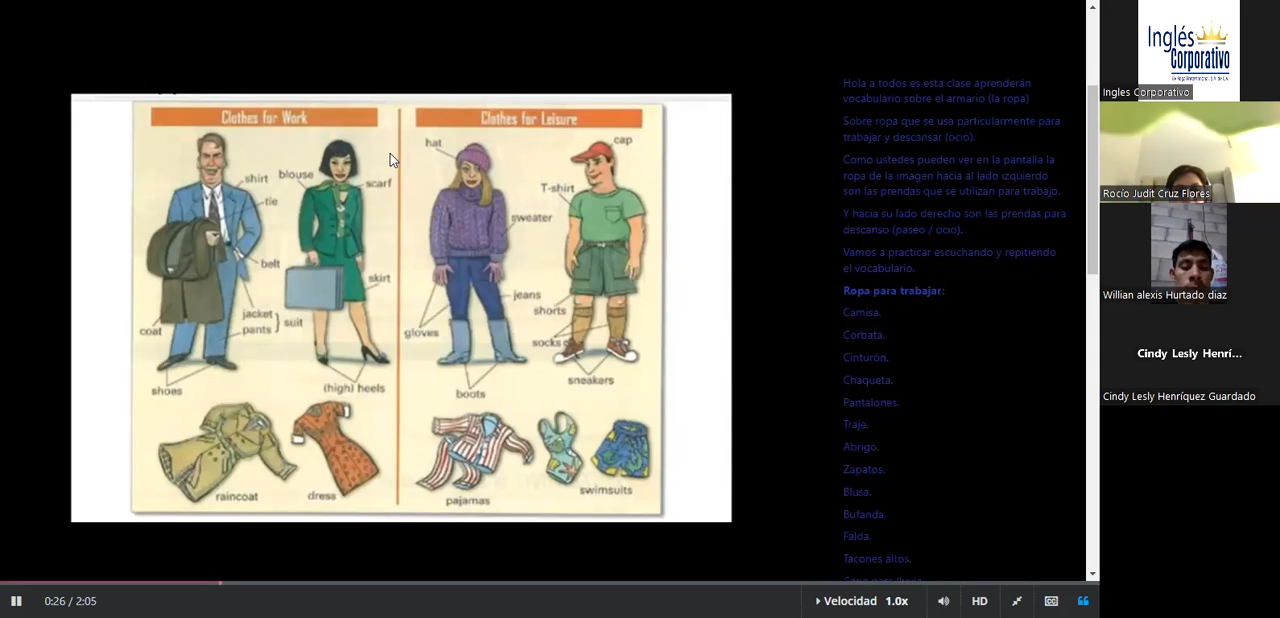 Clothes for Work
shirt
blouse
scarf
tie
belt
skirt
jacket
pants
suit
coat
shoes
(high) heels
raincoat
dress
Clothes for Leisure
hat
cap
T-shirt
sweater
jeans
shorts
gloves
socks
sneakers
boots
pajamas
swimsuits
Hola a todos es esta clase aprenderán
vocabulario sobre el armario (la ropa)
Sobre ropa que se usa particularmente para
trabajar y descansar (ocio).
Como ustedes pueden ver en la pantalla la
ropa de la imagen hacia al lado izquierdo
son las prendas que se utilizan para trabajo.
Y hacia su lado derecho son las prendas para
descanso (paseo / ocio).
Vamos a practicar escuchando y repitiendo
el vocabulario.
Ropa para trabajar:
Camisa.
Corbata.
Cinturón.
Chaqueta.
Pantalones.
Traje.
Abrigo.
Zapatos.
Blusa.
Bufanda.
Falda.
Tacones altos.
0:26 / 2:05
Velocidad 1.0x
HD
CC
Inglés
Corporativo
Ingles Corporativo
Rocío Judit Cruz Flores
Willian alexis Hurtado diaz
Cindy Lesly Henrí...
Cindy Lesly Henríquez Guardado